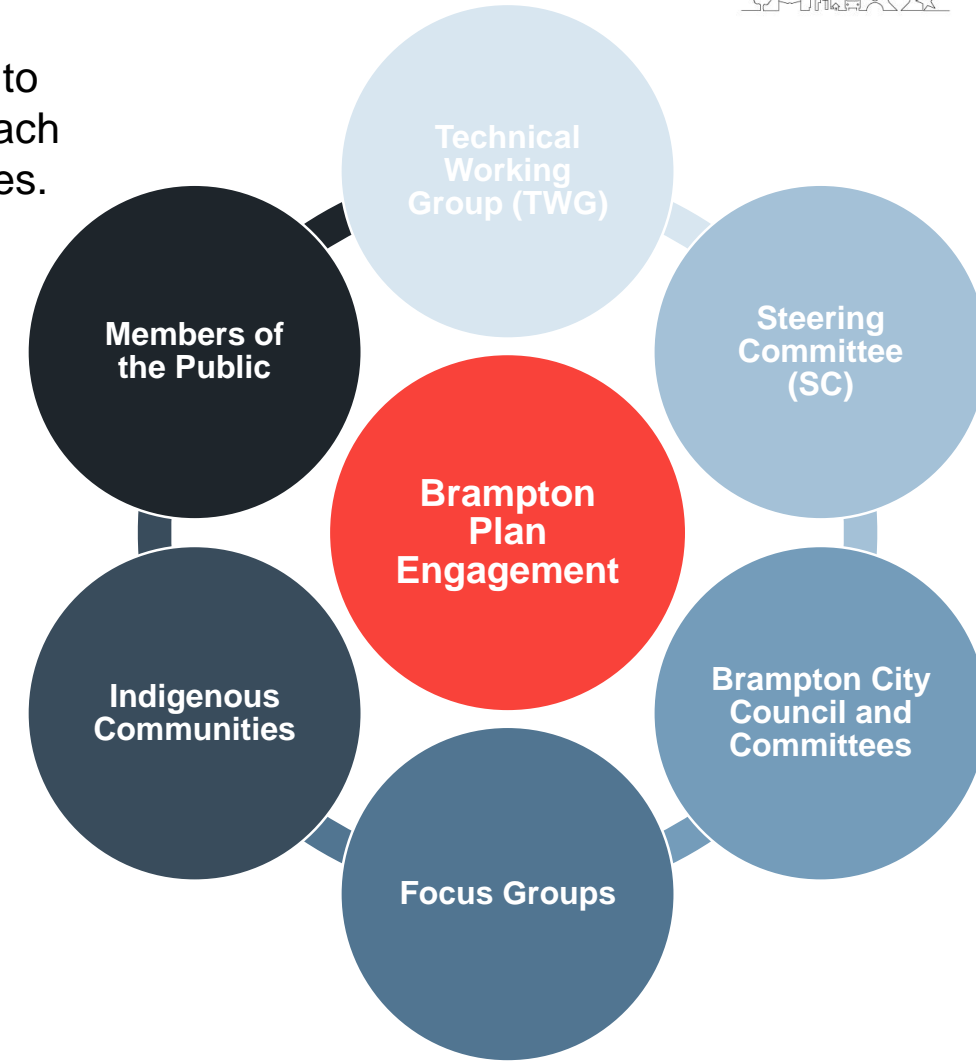 to
ach
es.
Technical
Working
Group (TWG)
Members of
the Public
Steering
Committee
(SC)
Brampton
Plan
Engagement
Indigenous
Communities
Brampton City
Council and
Committees
Focus Groups